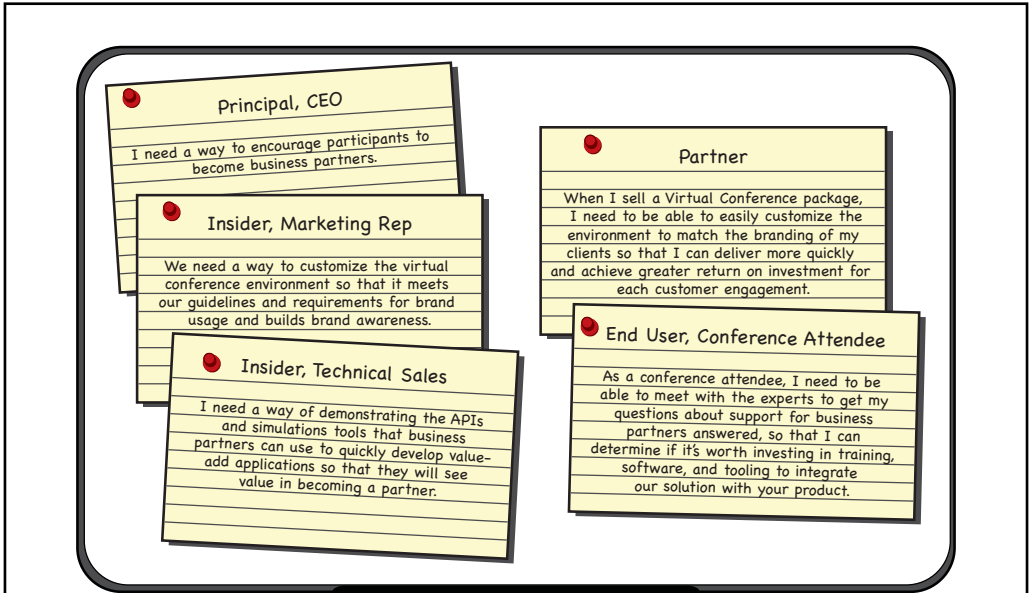 Principal, CEO
I need a way to encourage participants to
become business partners.
Insider, Marketing Rep
We need a way to customize the virtual
conference environment so that it meets
our guidelines and requirements for brand
usage and builds brand awareness.
Insider, Technical Sales
I need a way of demonstrating the APIs
and simulations tools that business
partners can use to quickly develop value-
add applications so that they will see
value in becoming a partner.
Partner
When I sell a Virtual Conference package,
I need to be able to easily customize the
environment to match the branding of my
clients so that I can deliver more quickly
and achieve greater return on investment for
each customer engagement.
End User, Conference Attendee
As a conference attendee, I need to be
able to meet with the experts to get my
questions about support for business
partners answered, so that I can
determine if it's worth investing in training,
software, and tooling to integrate
our solution with your product.